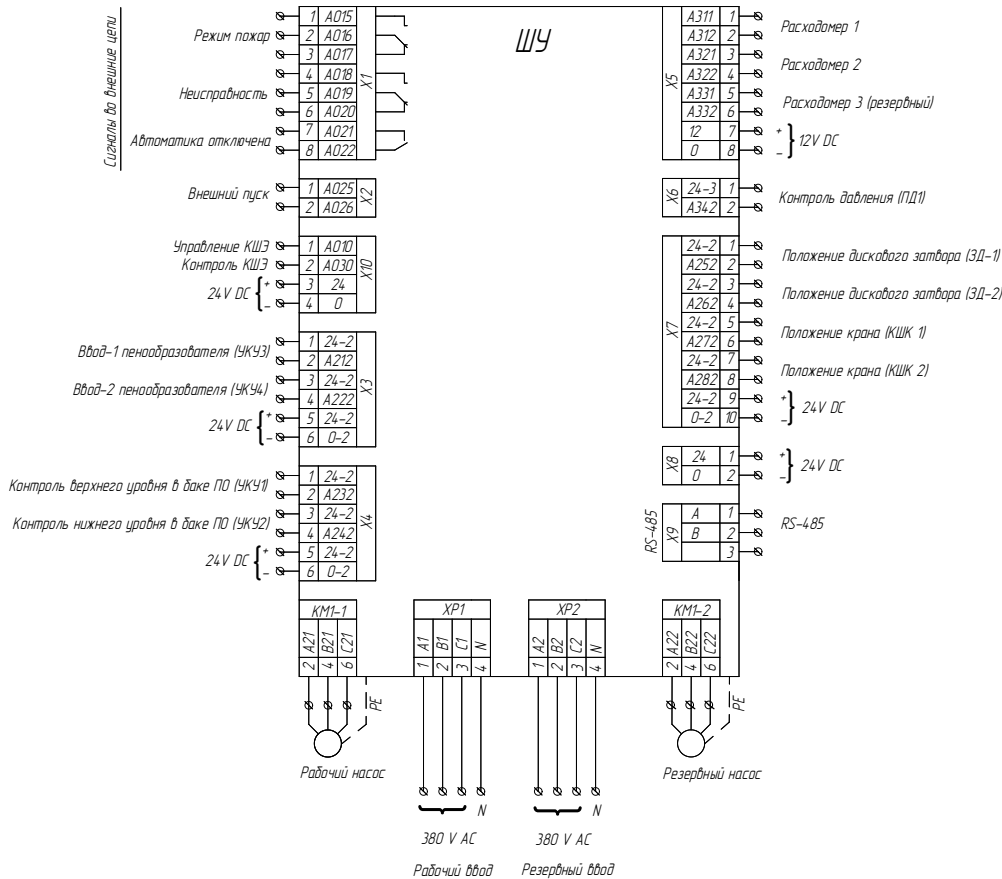 ШУ
Сигналы во внешние цепи
Режим пожар
Неисправность
Автоматика отключена
1 А015
2 А016
3 А017
4 А018
5 А019
6 А020
7 А021
8 А022
Х1
Внешний пуск
1 А025
2 А026
Х2
Управление КШЭ
Контроль КШЭ
24V DC
+
–
1 А010
2 А030
3 24
4 0
Х10
Ввод-1 пенообразователя (УКУ3)
Ввод-2 пенообразователя (УКУ4)
24V DC
+
–
1 24-2
2 А212
3 24-2
4 А222
5 24-2
6 0-2
Х3
Контроль верхнего уровня в баке ПО (УКУ1)
Контроль нижнего уровня в баке ПО (УКУ2)
24V DC
+
–
1 24-2
2 А232
3 24-2
4 А242
5 24-2
6 0-2
Х4
Х5
А311 1
А312 2
А321 3
А322 4
А331 5
А332 6
12 7
0 8
Расходомер 1
Расходомер 2
Расходомер 3 (резервный)
+
–
12V DC
Х6
24-3 1
А342 2
Контроль давления (ПД1)
Х7
24-2 1
А252 2
24-2 3
А262 4
24-2 5
А272 6
24-2 7
А282 8
24-2 9
0-2 10
Положение дискового затвора (ЗД-1)
Положение дискового затвора (ЗД-2)
Положение крана (КШК 1)
Положение крана (КШК 2)
+
–
24V DC
Х8
24 1
0 2
+
–
24V DC
RS-485
Х9
А 1
В 2
3
RS-485
КМ1-1
2 А21
4 В21
6 С21
РЕ
Рабочий насос
ХР1
1 А1
2 В1
3 С1
4 N
N
380 V AC
Рабочий ввод
ХР2
1 А2
2 В2
3 С2
4 N
N
380 V AC
Резервный ввод
КМ1-2
2 А22
4 В22
6 С22
РЕ
Резервный насос